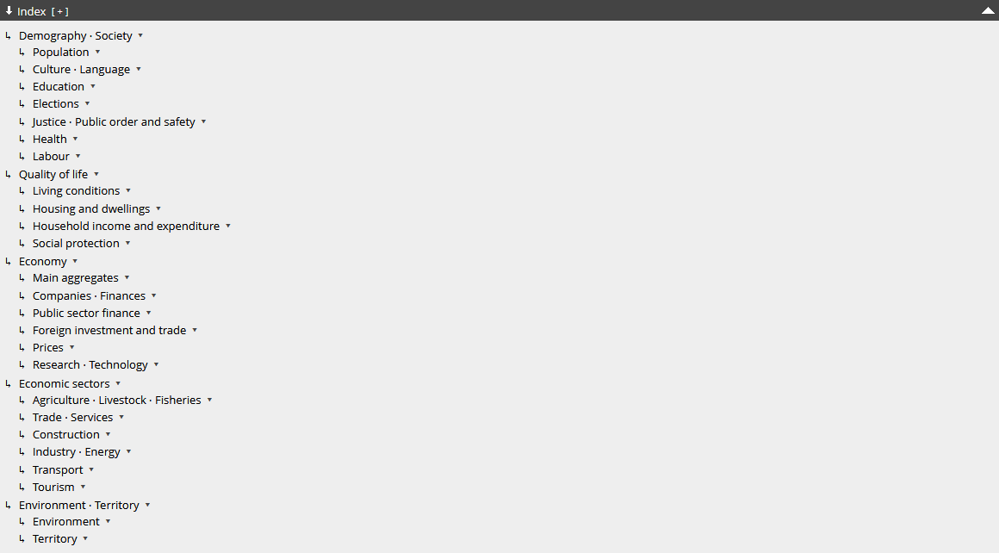 Index [+]
Demography · Society
Population
Culture · Language
Education
Elections
Justice · Public order and safety
Health
Labour
Quality of life
Living conditions
Housing and dwellings
Household income and expenditure
Social protection
Economy
Main aggregates
Companies · Finances
Public sector finance
Foreign investment and trade
Prices
Research · Technology
Economic sectors
Agriculture · Livestock · Fisheries
Trade · Services
Construction
Industry · Energy
Transport
Tourism
Environment · Territory
Environment
Territory